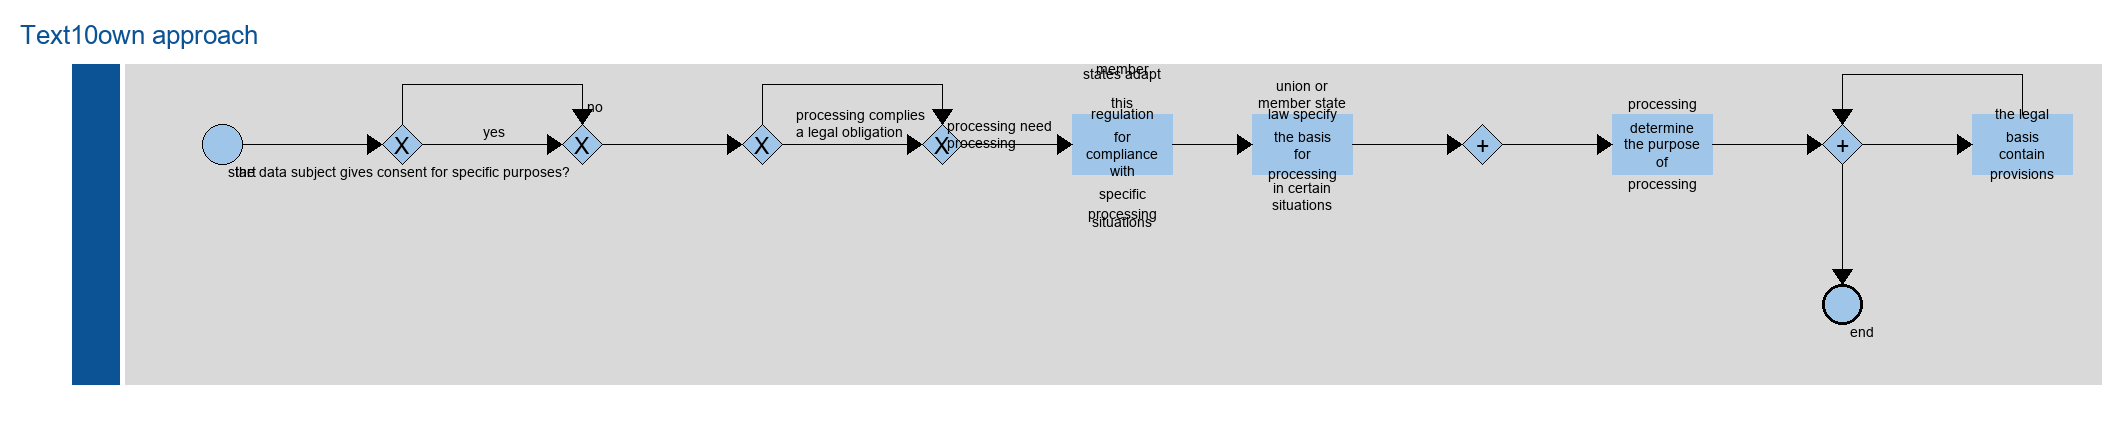 Text10own approach
start
the data subject gives consent for specific purposes?
X
yes
no
X
X
processing complies
a legal obligation
X
processing need
processing
member
states adapt
this
regulation
for
compliance
with
specific
processing
situations
union or
member state
law specify
the basis
for
processing
in certain
situations
+
processing
determine
the purpose
of
processing
+
the legal
basis
contain
provisions
end